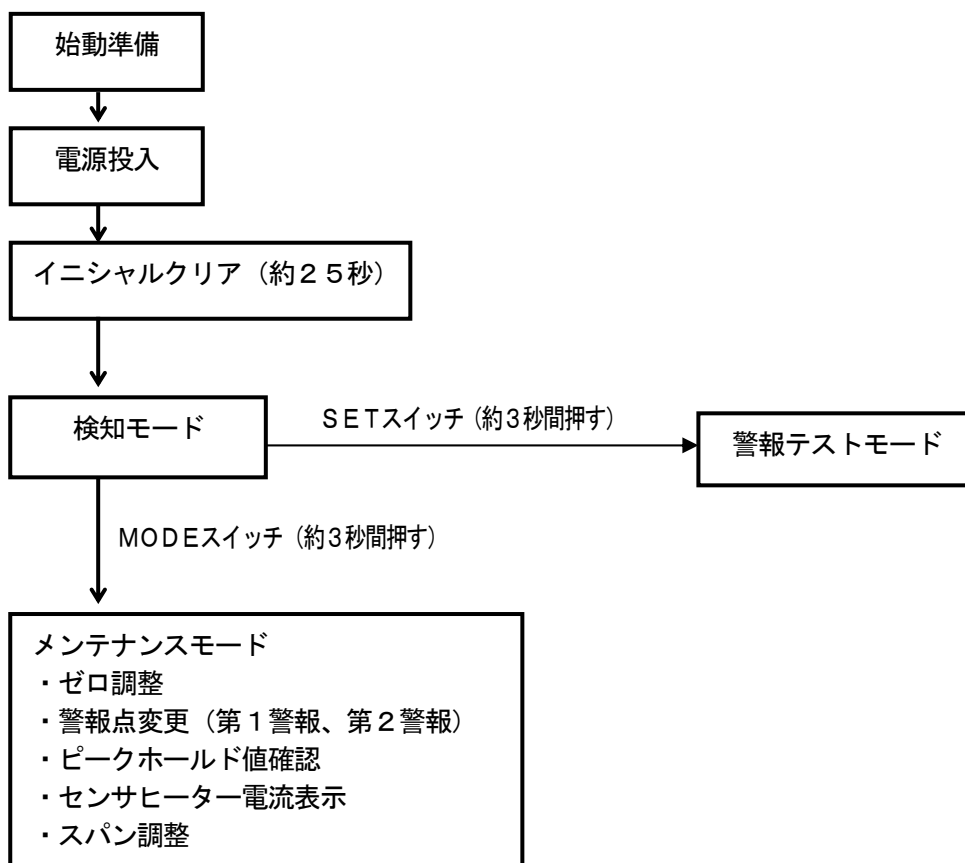 始動準備
電源投入
イニシャルクリア（約２５秒）
検知モード
ＳＥＴスイッチ（約３秒間押す）
警報テストモード
ＭＯＤＥスイッチ（約３秒間押す）
メンテナンスモード
・ゼロ調整
・警報点変更（第１警報、第２警報）
・ピークホールド値確認
・センサヒーター電流表示
・スパン調整